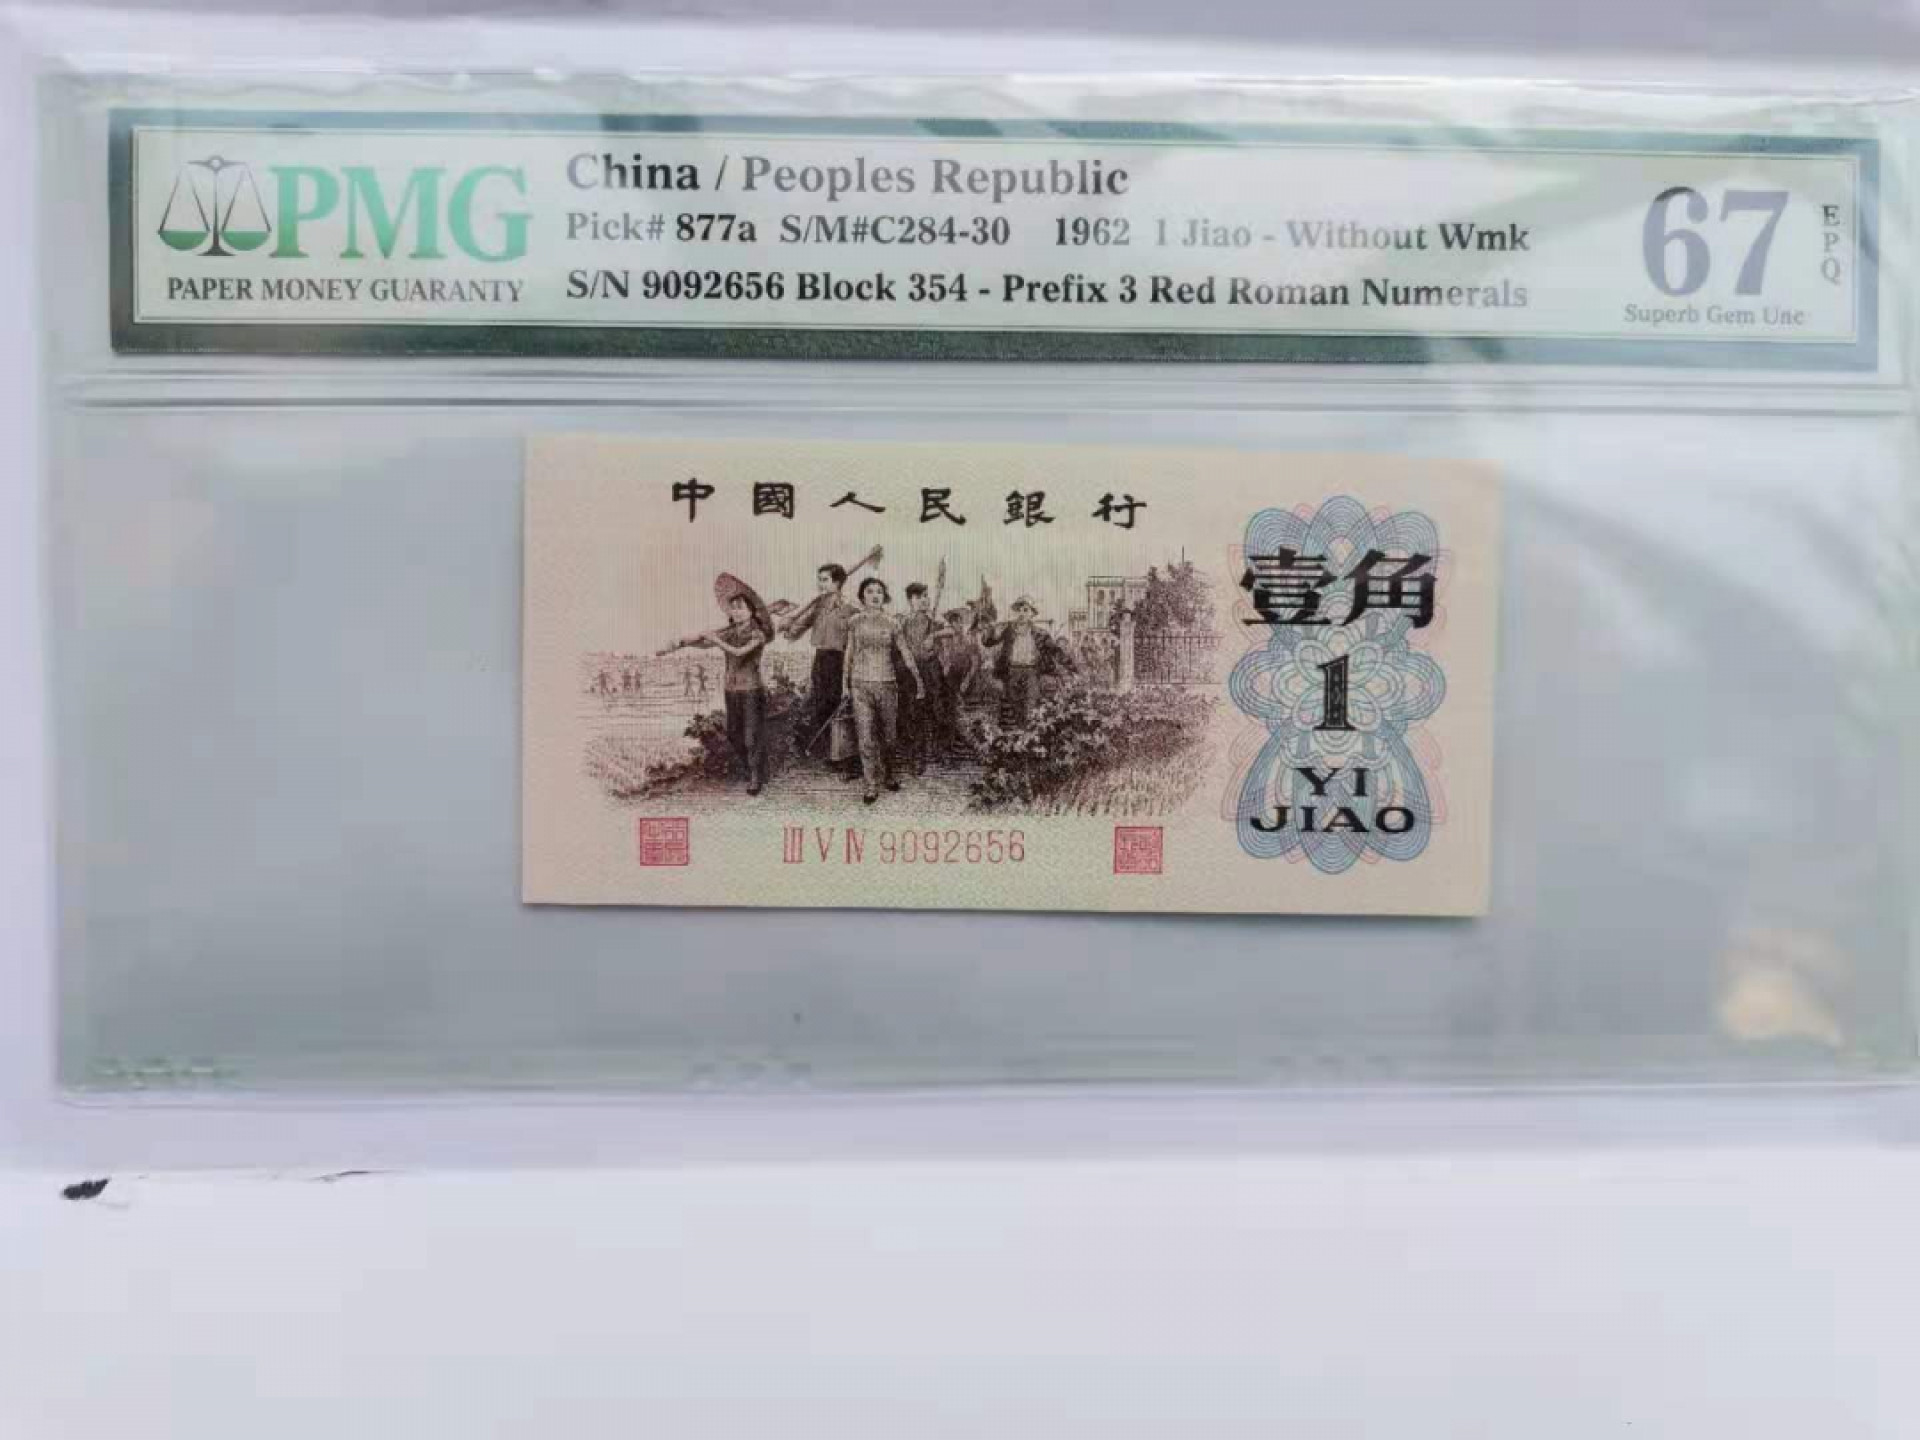 PMG
PAPER MONEY GUARANTY
China / Peoples Republic
Pick# 877a S/M#C284-30 1962 1 Jiao - Without Wmk
S/N 9092656 Block 354 - Prefix 3 Red Roman Numerals
67
EPQ
Superb Gem Unc
中國人民銀行
壹角
1
YI
JIAO
III V IV 9092656